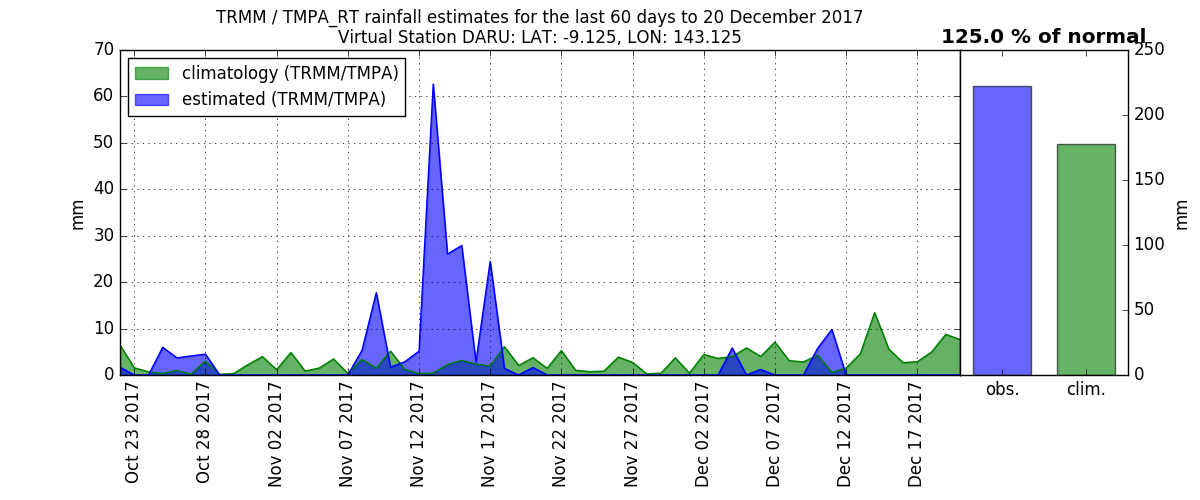 TRMM / TMPA_RT rainfall estimates for the last 60 days to 20 December 2017
Virtual Station DARU: LAT: -9.125, LON: 143.125
125.0 % of normal
climatology (TRMM/TMPA)
estimated (TRMM/TMPA)
mm
70
60
50
40
30
20
10
0
Oct 23 2017
Oct 28 2017
Nov 02 2017
Nov 07 2017
Nov 12 2017
Nov 17 2017
Nov 22 2017
Nov 27 2017
Dec 02 2017
Dec 07 2017
Dec 12 2017
Dec 17 2017
250
200
150
100
50
0
mm
obs.
clim.